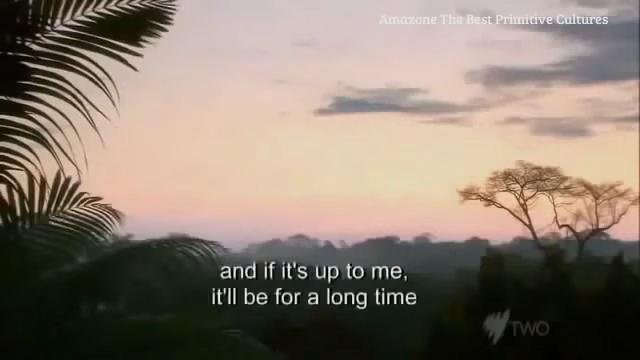 Amazone The Best Primitive Cultures
and if it's up to me,
it'll be for a long time
TWO